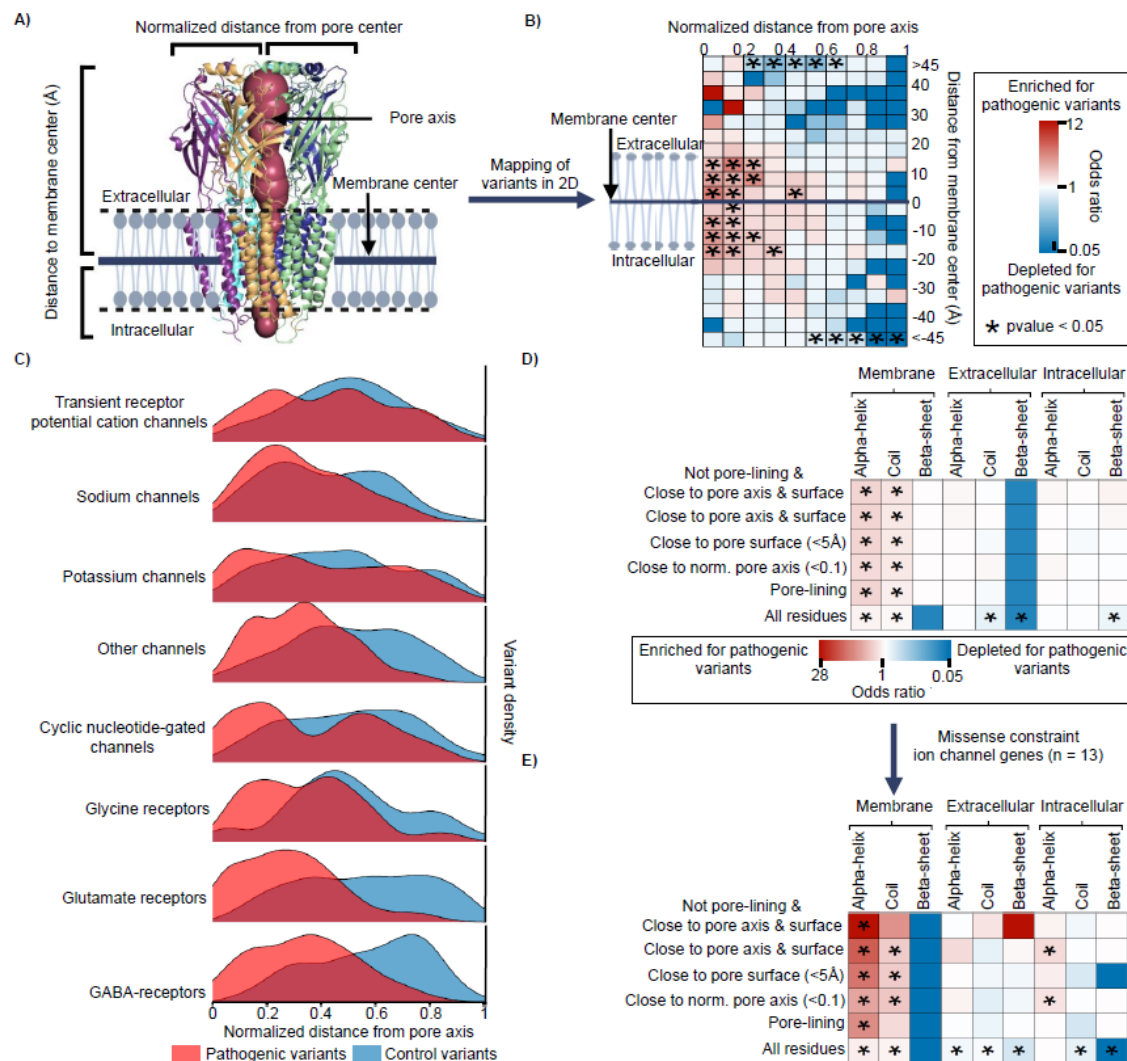 A)
Normalized distance from pore center
Distance to membrane center (Å)
Pore axis
Membrane center
Extracellular
Intracellular
Mapping of
variants in 2D
B)
Normalized distance from pore axis
0 0.2 0.4 0.6 0.8 1
Membrane center
Extracellular
Intracellular
>45
40
30
20
10
0
-10
-20
-30
-40
<-45
Distance from membrane center (Å)
Enriched for
pathogenic variants
12
1
0.05
Odds ratio
Depleted for
pathogenic variants
* pvalue < 0.05
C)
Transient receptor
potential cation channels
Sodium channels
Potassium channels
Other channels
Cyclic nucleotide-gated
channels
Glycine receptors
Glutamate receptors
GABA-receptors
Variant density
0 0.2 0.4 0.6 0.8 1
Normalized distance from pore axis
Pathogenic variants Control variants
D)
Membrane Extracellular Intracellular
Alpha-helix Coil Beta-sheet Alpha-helix Coil Beta-sheet Alpha-helix Coil Beta-sheet
Not pore-lining &
Close to pore axis & surface
Close to pore axis & surface
Close to pore surface (<5Å)
Close to norm. pore axis (<0.1)
Pore-lining
All residues
Enriched for pathogenic
variants
28 1 0.05
Odds ratio
Depleted for pathogenic
variants
Missense constraint
ion channel genes (n = 13)
E)
Membrane Extracellular Intracellular
Alpha-helix Coil Beta-sheet Alpha-helix Coil Beta-sheet Alpha-helix Coil Beta-sheet
Not pore-lining &
Close to pore axis & surface
Close to pore axis & surface
Close to pore surface (<5Å)
Close to norm. pore axis (<0.1)
Pore-lining
All residues